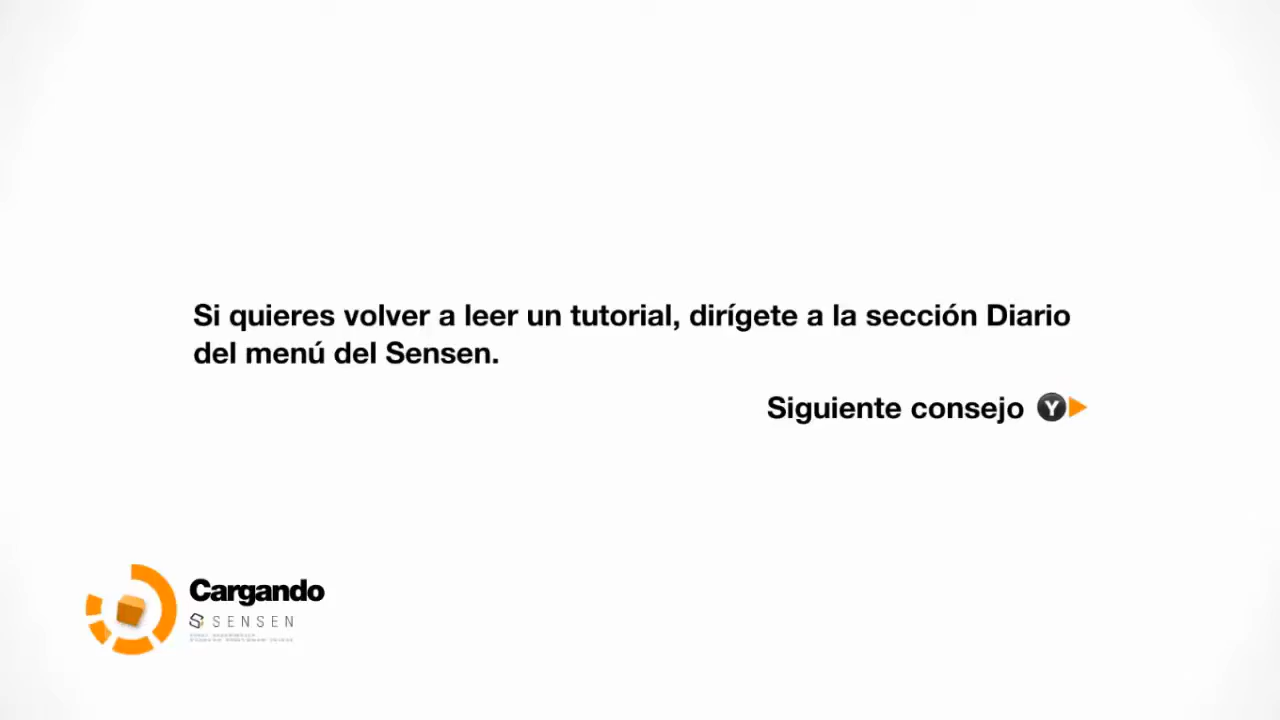 Si quieres volver a leer un tutorial, dirígete a la sección Diario
del menú del Sensen.
Siguiente consejo Y
Cargando
SENSEN